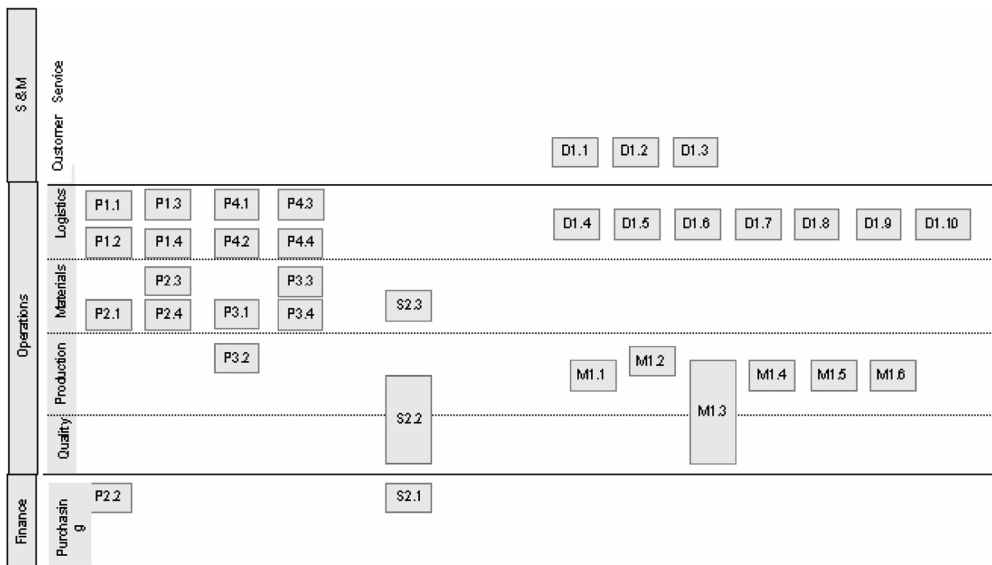 S & M
Customer Service
D1.1 D1.2 D1.3
Operations
Logistics
P1.1 P1.3 P4.1 P4.3
D1.4 D1.5 D1.6 D1.7 D1.8 D1.9 D1.10
P1.2 P1.4 P4.2 P4.4
Materials
P2.3 P3.3
P2.1 P2.4 P3.1 P3.4 S2.3
Production
P3.2
M1.1 M1.2 M1.3 M1.4 M1.5 M1.6
S2.2
Quality
Finance
Purchasin
g
P2.2 S2.1